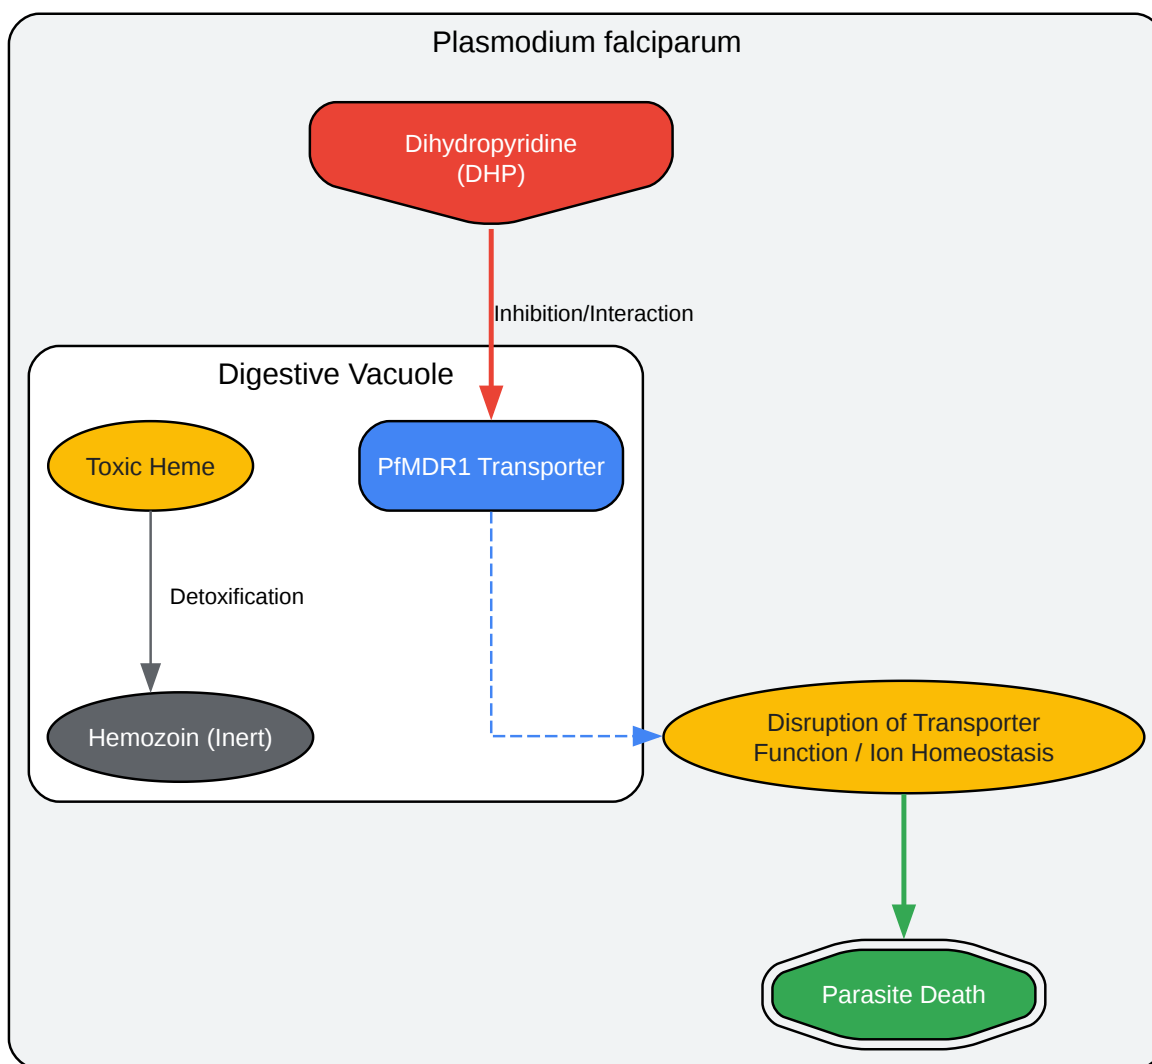 Plasmodium falciparum
Dihydropyridine
(DHP)
Inhibition/Interaction
Digestive Vacuole
Toxic Heme
PfMDR1 Transporter
Detoxification
Hemozoin (Inert)
Disruption of Transporter
Function / Ion Homeostasis
Parasite Death